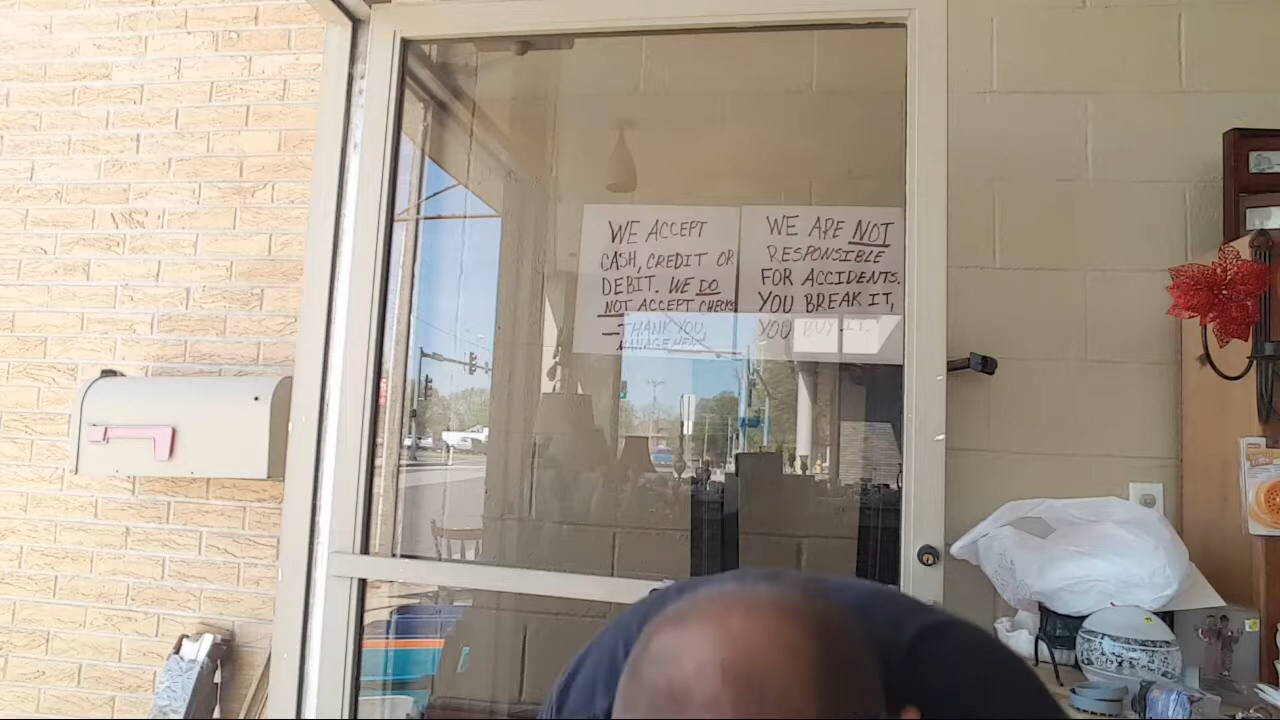 WE ACCEPT
CASH, CREDIT OR
DEBIT. WE DO
NOT ACCEPT CHECKS
—THANK YOU,
MANAGEMENT
WE ARE NOT
RESPONSIBLE
FOR ACCIDENTS.
YOU BREAK IT,
YOU BUY IT.